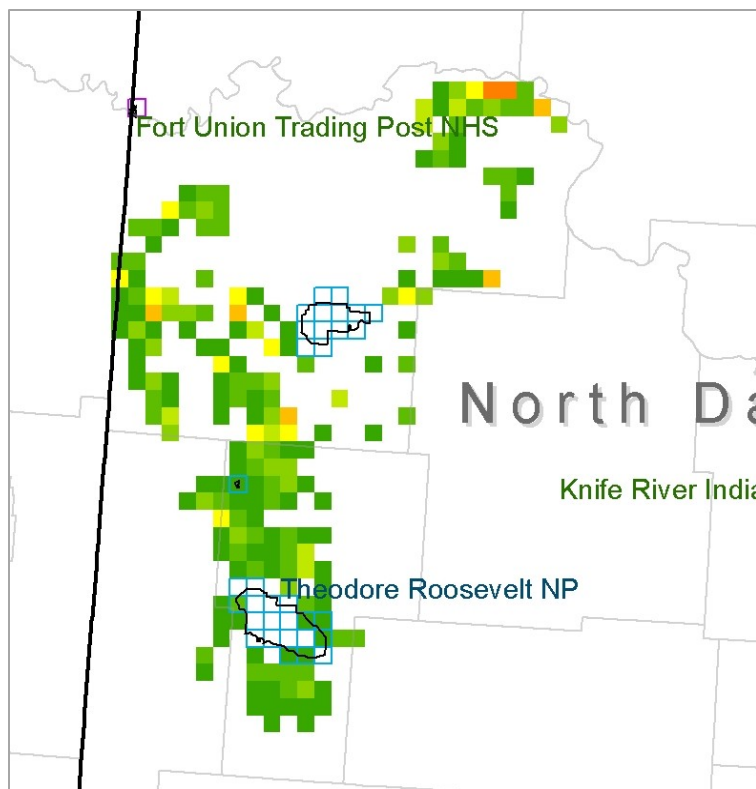 Fort Union Trading Post NHS
North Da
Knife River India
Theodore Roosevelt NP